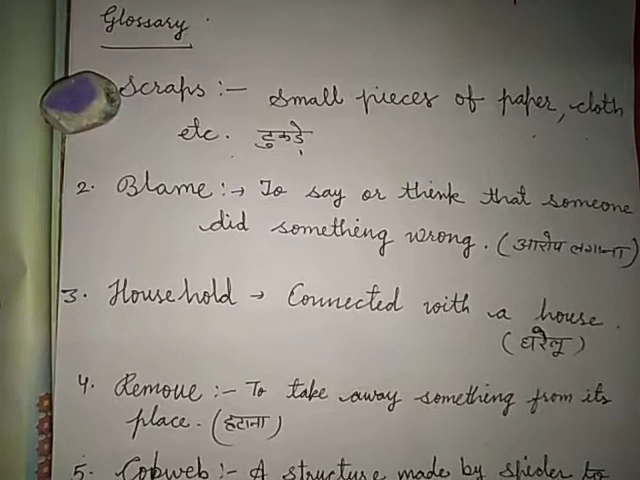 Glossary
Scraps :- Small pieces of paper, cloth
etc. टुकड़े
2. Blame :→ To say or think that someone
did something wrong. (आरोप लगाना)
3. Household → Connected with a house.
(घरेलू)
4. Remove :- To take away something from its
place. (हटाना)
5. Cobweb :- A structure made by spider to